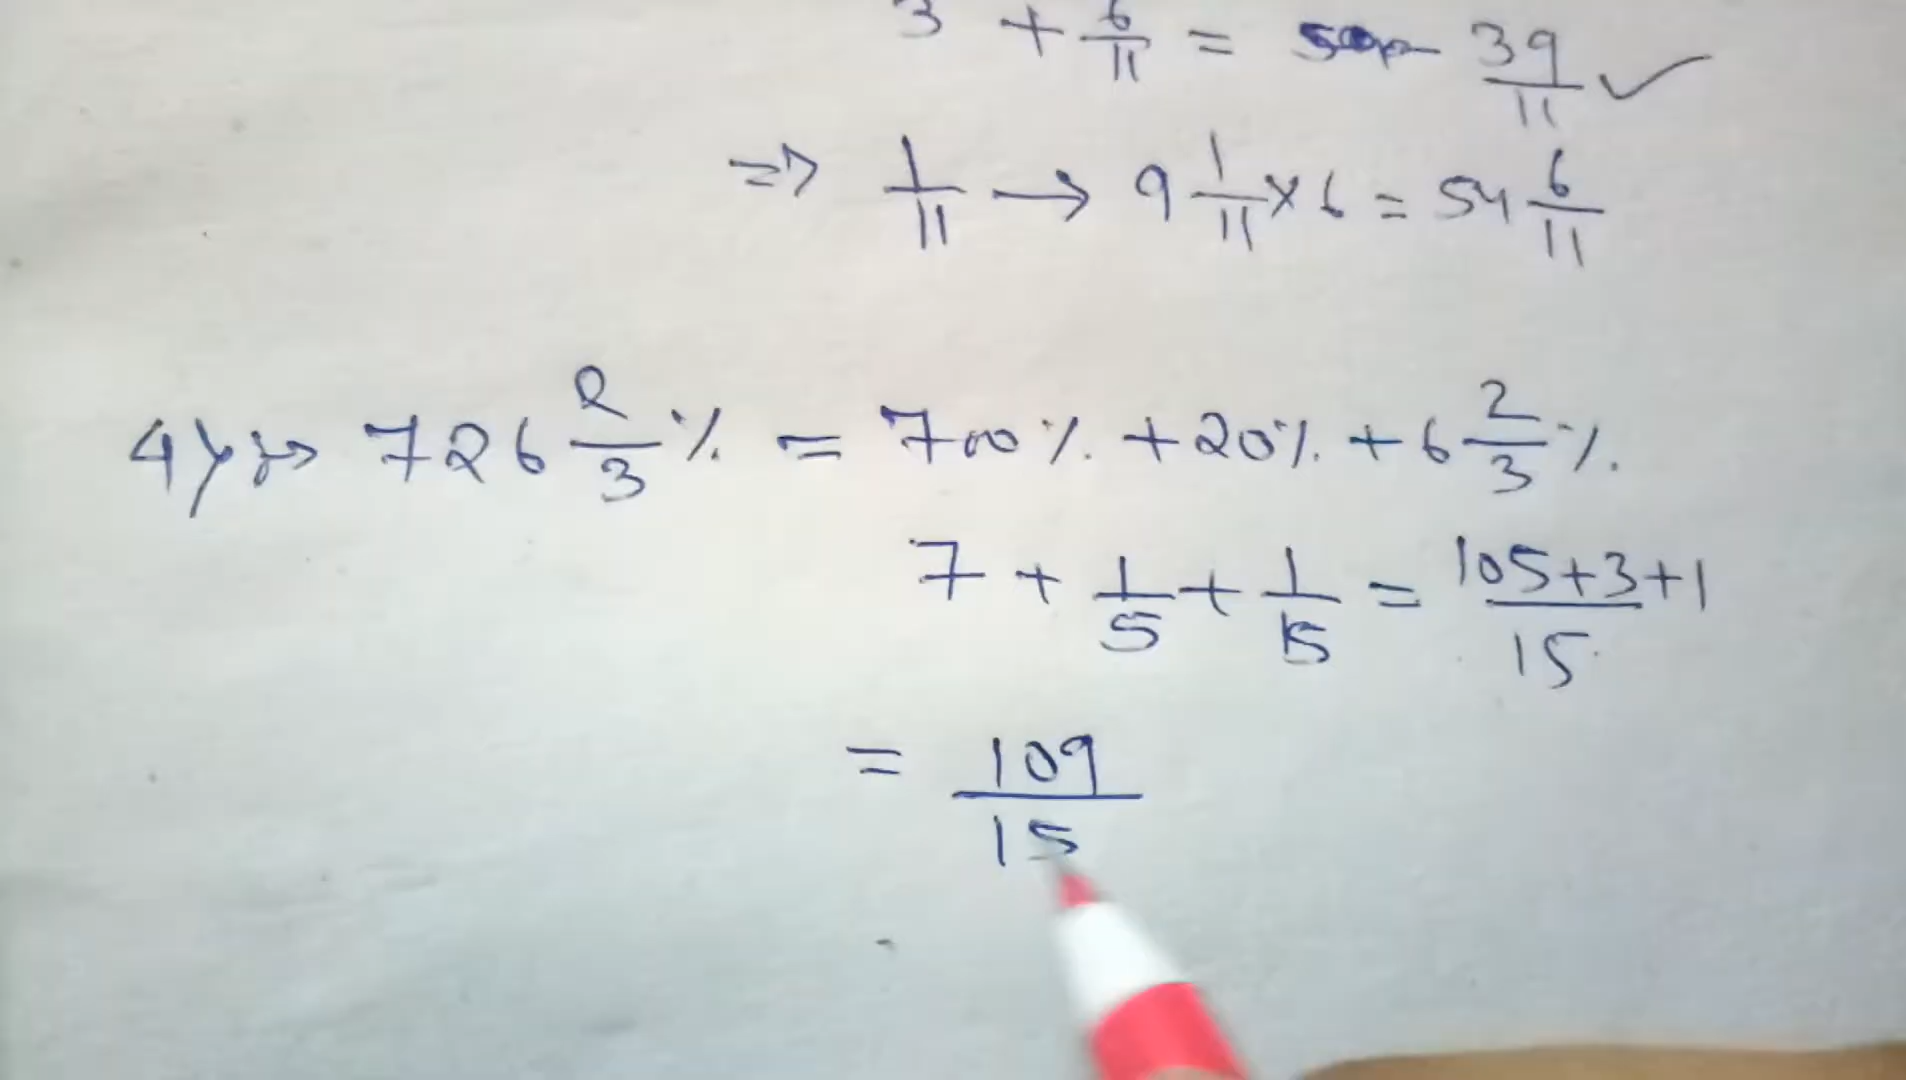 3 + 6/11 = 39/11 ✓
=> 1/11 → 9 1/11 × 6 = 54 6/11
726 2/3 % = 700% + 20% + 6 2/3 %.
7 + 1/5 + 1/15 = 105+3+1/15
= 109/15